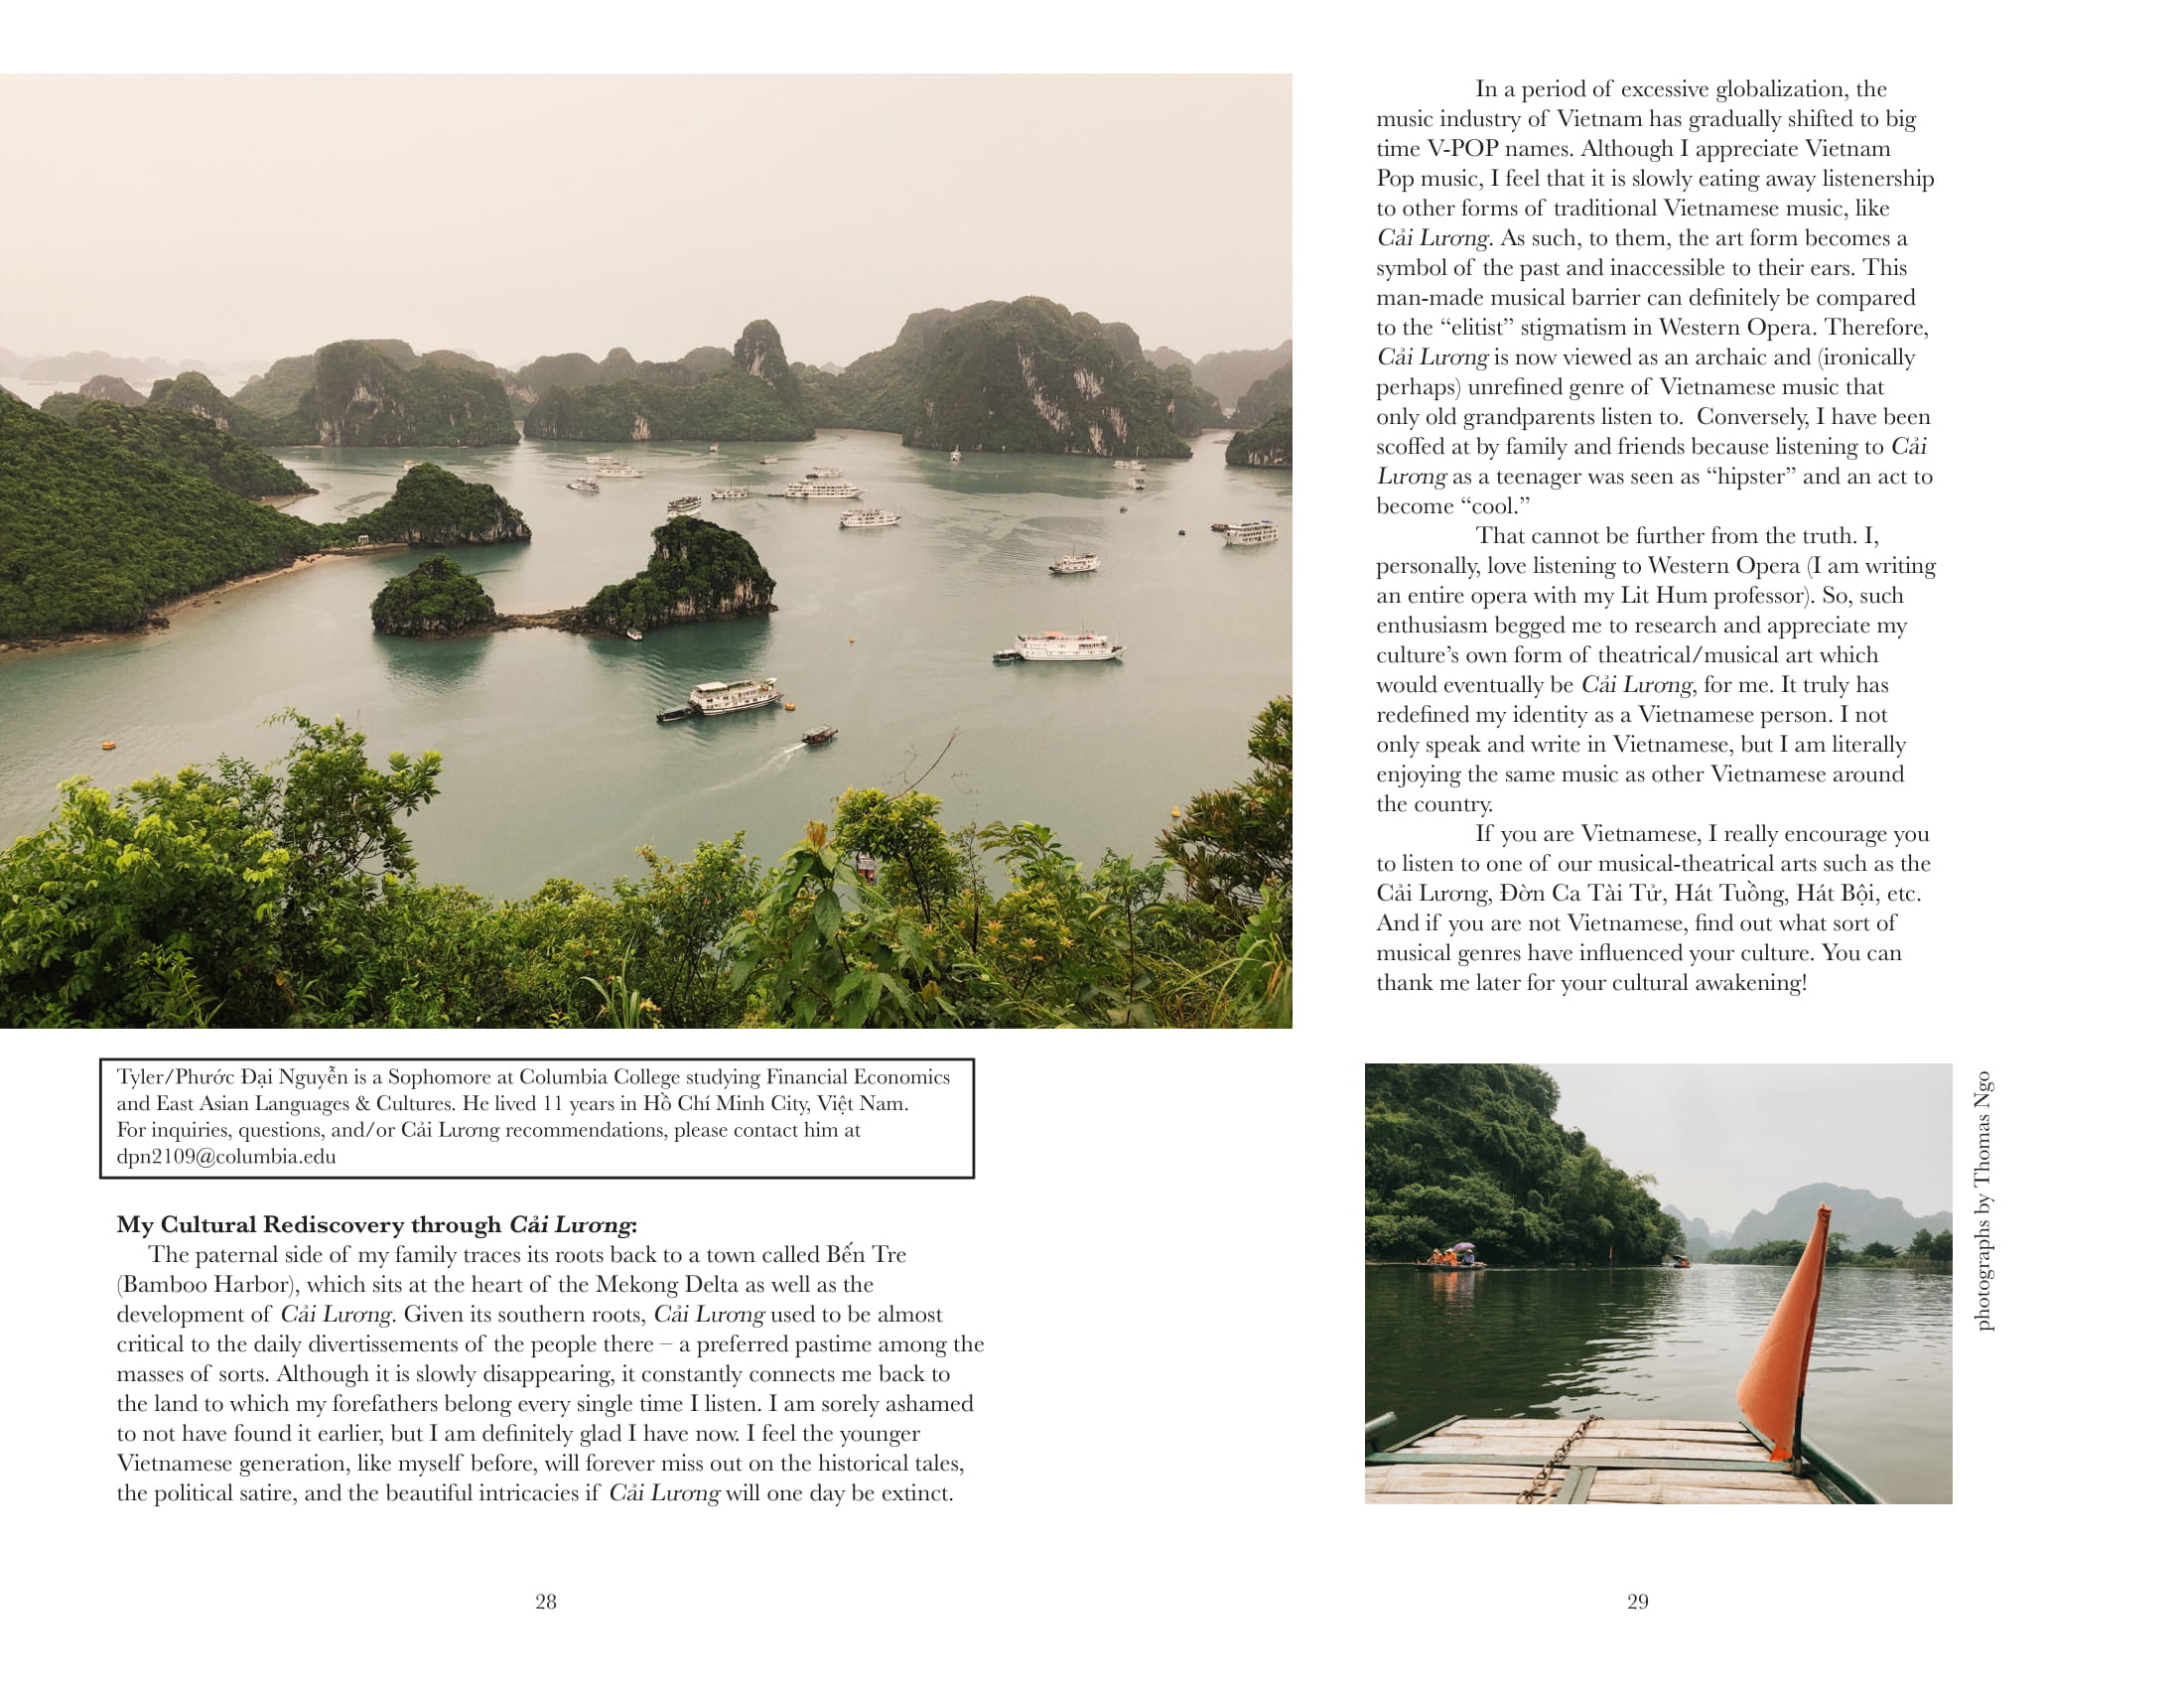 Tyler/Phước Đại Nguyễn is a Sophomore at Columbia College studying Financial Economics
and East Asian Languages & Cultures. He lived 11 years in Hồ Chí Minh City, Việt Nam.
For inquiries, questions, and/or Cải Lương recommendations, please contact him at
dpn2109@columbia.edu
My Cultural Rediscovery through Cải Lương:
The paternal side of my family traces its roots back to a town called Bến Tre
(Bamboo Harbor), which sits at the heart of the Mekong Delta as well as the
development of Cải Lương. Given its southern roots, Cải Lương used to be almost
critical to the daily divertissements of the people there – a preferred pastime among the
masses of sorts. Although it is slowly disappearing, it constantly connects me back to
the land to which my forefathers belong every single time I listen. I am sorely ashamed
to not have found it earlier, but I am definitely glad I have now. I feel the younger
Vietnamese generation, like myself before, will forever miss out on the historical tales,
the political satire, and the beautiful intricacies if Cải Lương will one day be extinct.
28
In a period of excessive globalization, the
music industry of Vietnam has gradually shifted to big
time V-POP names. Although I appreciate Vietnam
Pop music, I feel that it is slowly eating away listenership
to other forms of traditional Vietnamese music, like
Cải Lương. As such, to them, the art form becomes a
symbol of the past and inaccessible to their ears. This
man-made musical barrier can definitely be compared
to the “elitist” stigmatism in Western Opera. Therefore,
Cải Lương is now viewed as an archaic and (ironically
perhaps) unrefined genre of Vietnamese music that
only old grandparents listen to. Conversely, I have been
scoffed at by family and friends because listening to Cải
Lương as a teenager was seen as “hipster” and an act to
become “cool.”
That cannot be further from the truth. I,
personally, love listening to Western Opera (I am writing
an entire opera with my Lit Hum professor). So, such
enthusiasm begged me to research and appreciate my
culture’s own form of theatrical/musical art which
would eventually be Cải Lương, for me. It truly has
redefined my identity as a Vietnamese person. I not
only speak and write in Vietnamese, but I am literally
enjoying the same music as other Vietnamese around
the country.
If you are Vietnamese, I really encourage you
to listen to one of our musical-theatrical arts such as the
Cải Lương, Đờn Ca Tài Tử, Hát Tuồng, Hát Bội, etc.
And if you are not Vietnamese, find out what sort of
musical genres have influenced your culture. You can
thank me later for your cultural awakening!
photographs by Thomas Ngo
29